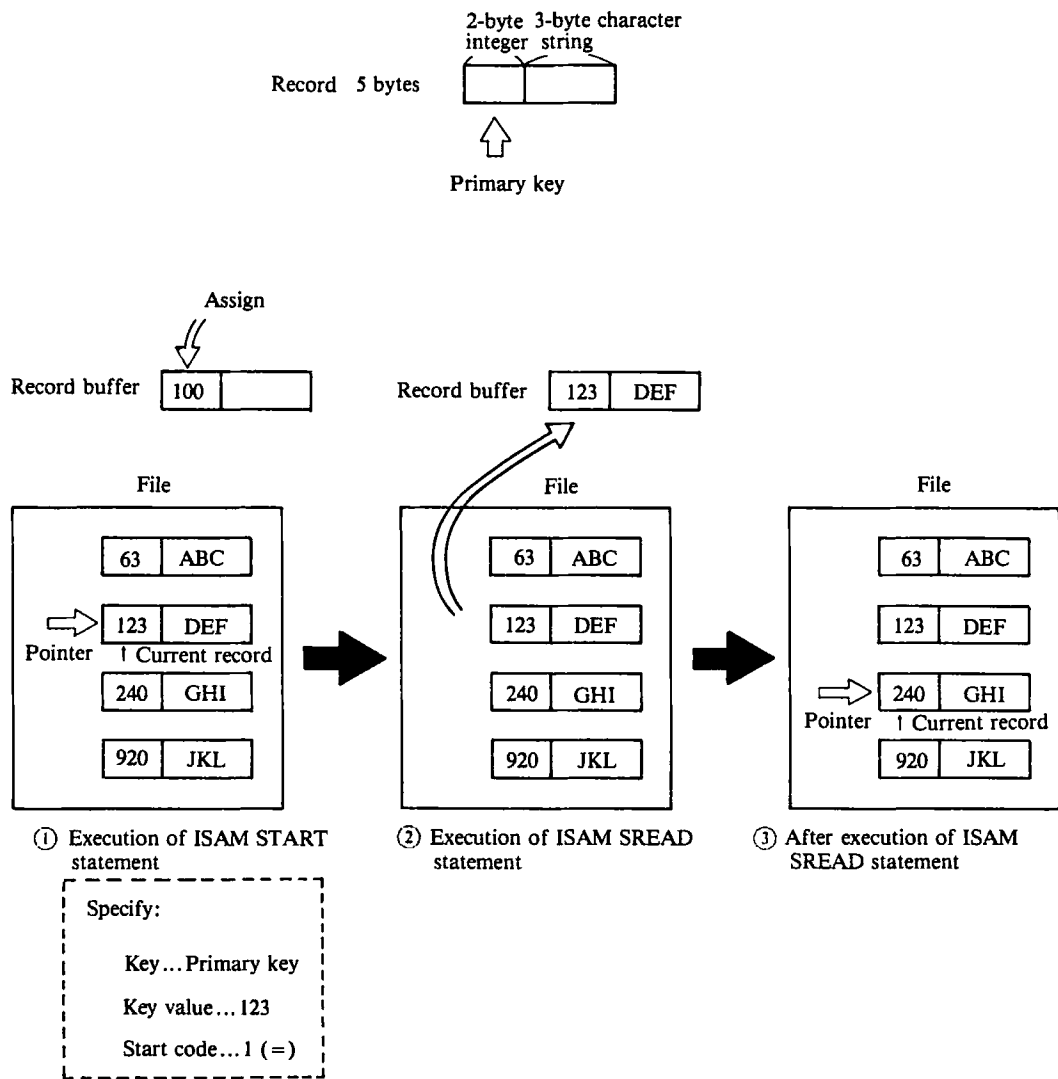 2-byte 3-byte character
integer string
Record 5 bytes
Primary key
Assign
Record buffer
100
Record buffer
123 DEF
File
63 ABC
123 DEF
Pointer
↑ Current record
240 GHI
920 JKL
File
63 ABC
123 DEF
240 GHI
920 JKL
File
63 ABC
123 DEF
240 GHI
Pointer
↑ Current record
920 JKL
① Execution of ISAM START
statement
② Execution of ISAM SREAD
statement
③ After execution of ISAM
SREAD statement
Specify:
Key...Primary key
Key value...123
Start code...1 (=)